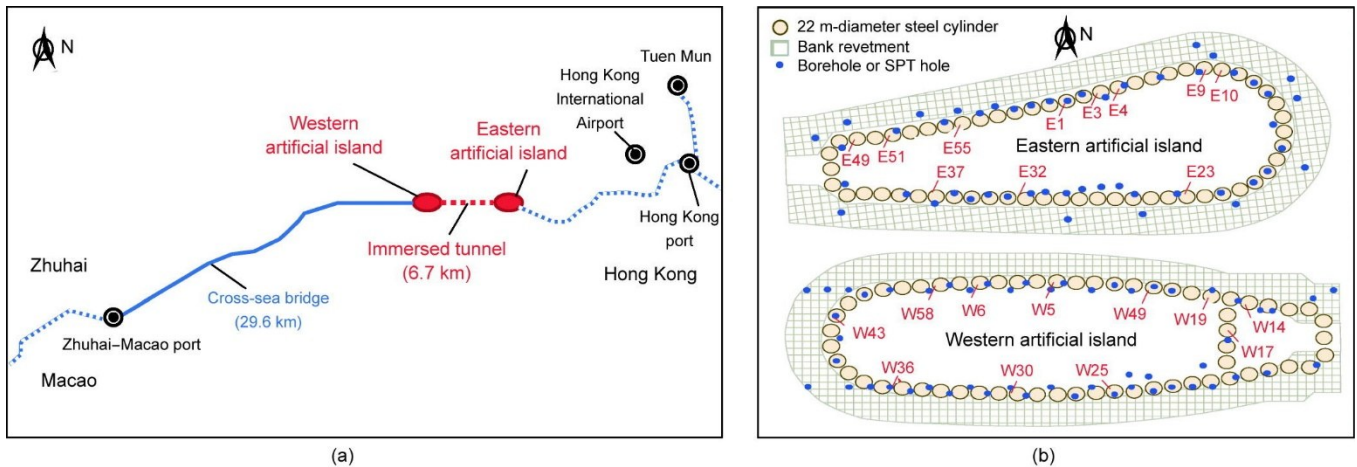 N
Tuen Mun
Hong Kong
International
Airport
Western
artificial island
Eastern
artificial island
Hong Kong
port
Immersed tunnel
(6.7 km)
Hong Kong
Zhuhai
Cross-sea bridge
(29.6 km)
Zhuhai–Macao port
Macao
(a)
22 m-diameter steel cylinder
Bank revetment
Borehole or SPT hole
N
E9
E10
E1
E3
E4
E49
E51
E55
Eastern artificial island
E37
E32
E23
W58
W6
W5
W49
W19
W14
W43
W17
Western artificial island
W36
W30
W25
(b)